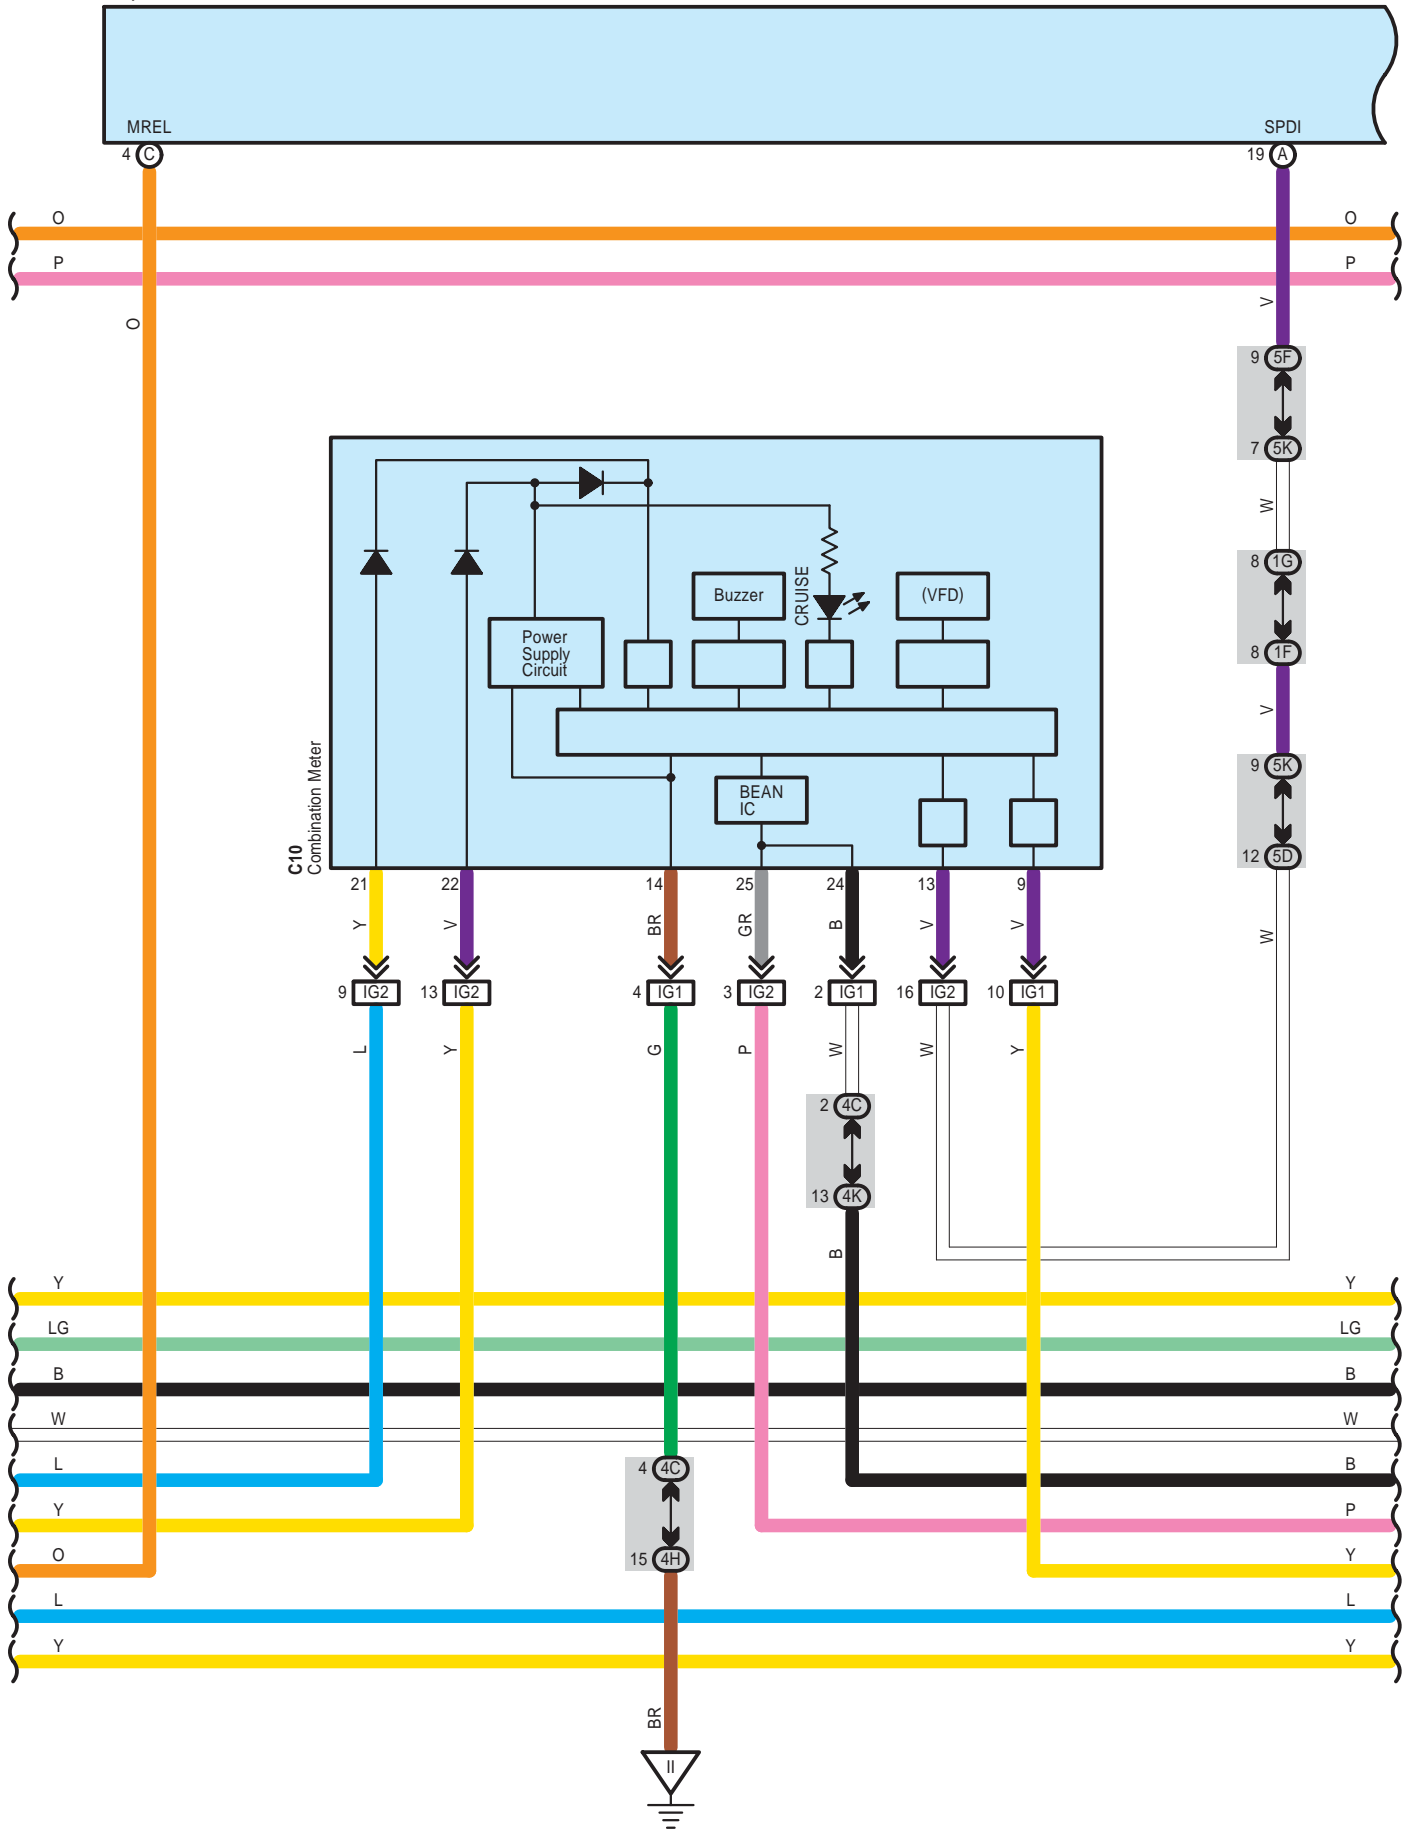 MREL
SPDI
4 C
19 A
O
O
P
P
O
V
9 5F
7 5K
W
8 1G
8 1F
V
9 5K
12 5D
W
C10
Combination Meter
CRUISE
Buzzer
(VFD)
Power
Supply
Circuit
BEAN
IC
21
22
14
25
24
13
9
Y
V
BR
GR
B
V
V
9 IG2
13 IG2
4 IG1
3 IG2
2 IG1
16 IG2
10 IG1
L
Y
G
P
W
W
Y
2 4C
13 4K
B
Y
Y
LG
LG
B
B
W
W
L
B
4 4C
Y
P
15 4H
O
Y
L
L
Y
Y
BR
II